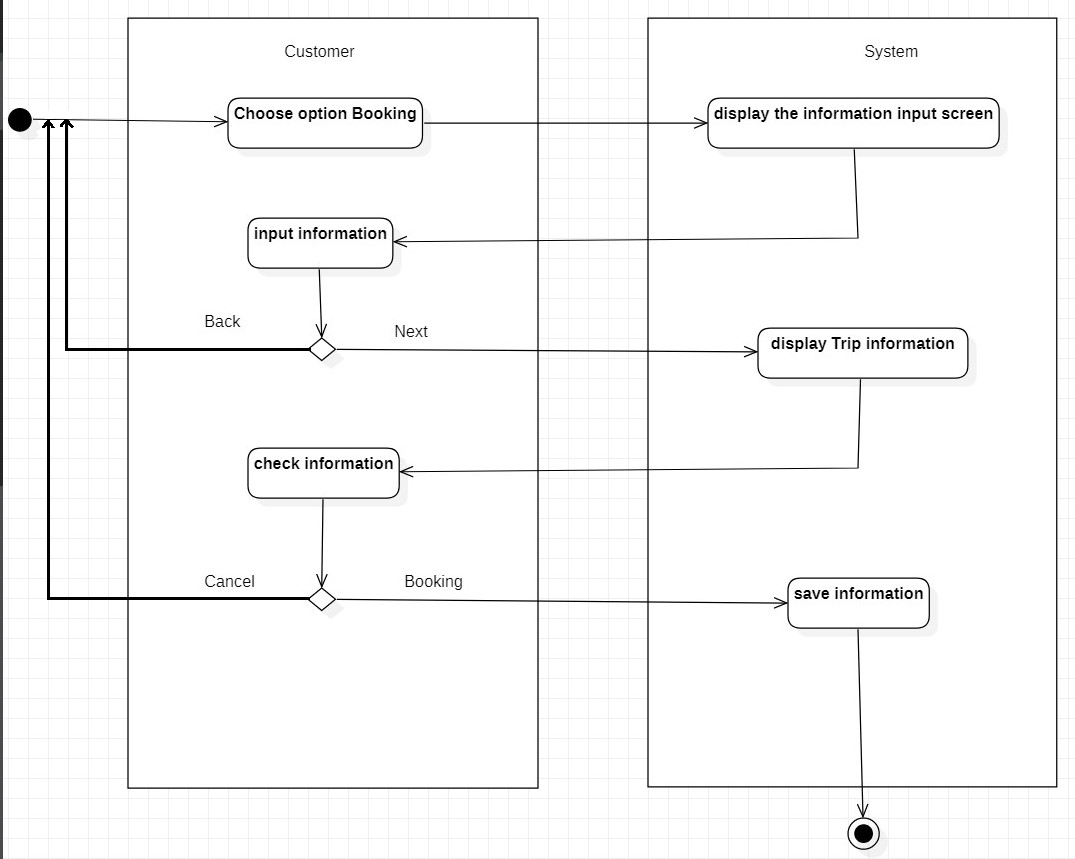 Customer
System
Choose option Booking
display the information input screen
input information
Back
Next
display Trip information
check information
Cancel
Booking
save information